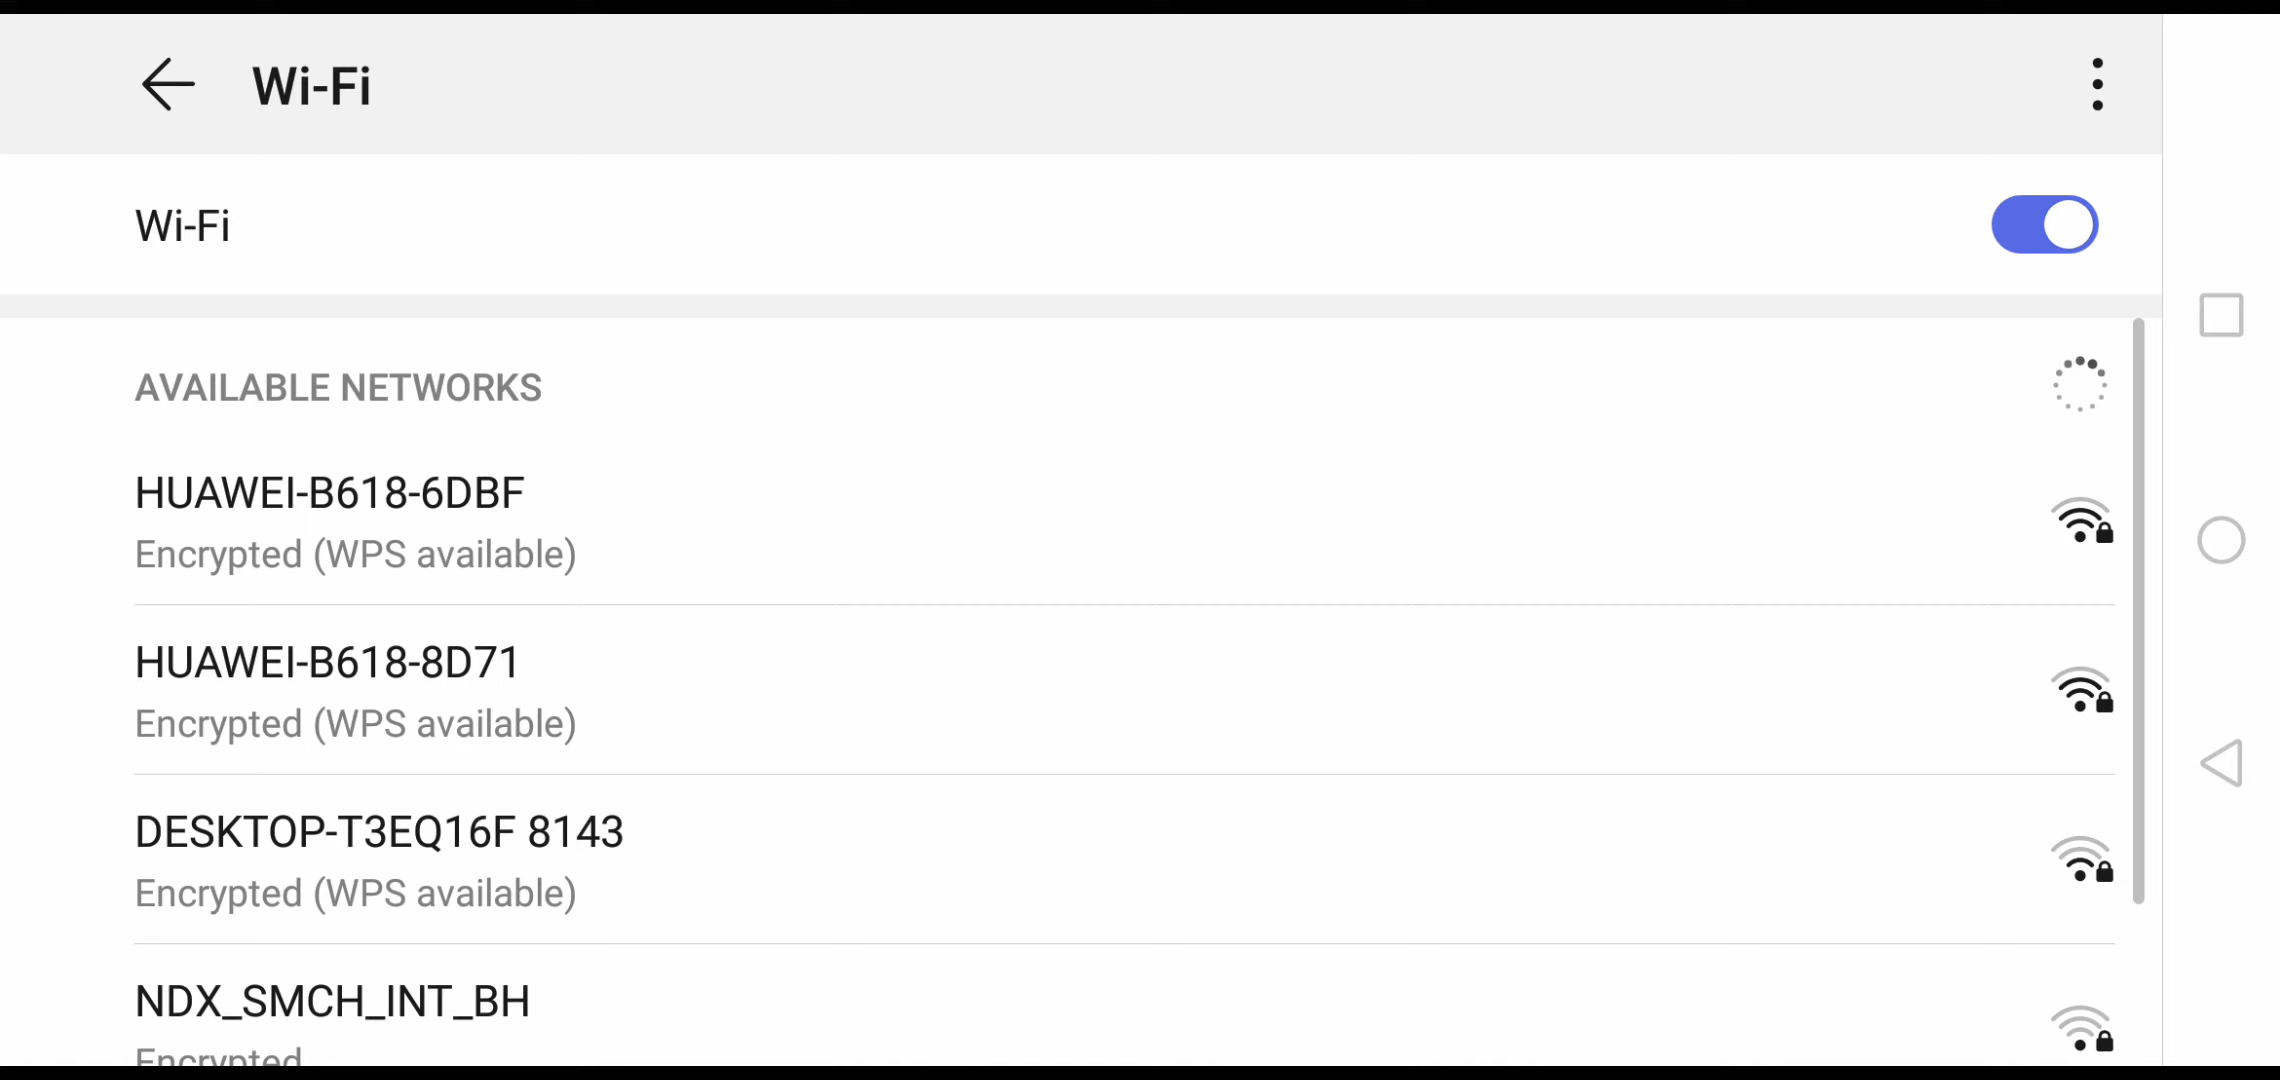 Wi-Fi
Wi-Fi
AVAILABLE NETWORKS
HUAWEI-B618-6DBF
Encrypted (WPS available)
HUAWEI-B618-8D71
Encrypted (WPS available)
DESKTOP-T3EQ16F 8143
Encrypted (WPS available)
NDX_SMCH_INT_BH
Encrypted